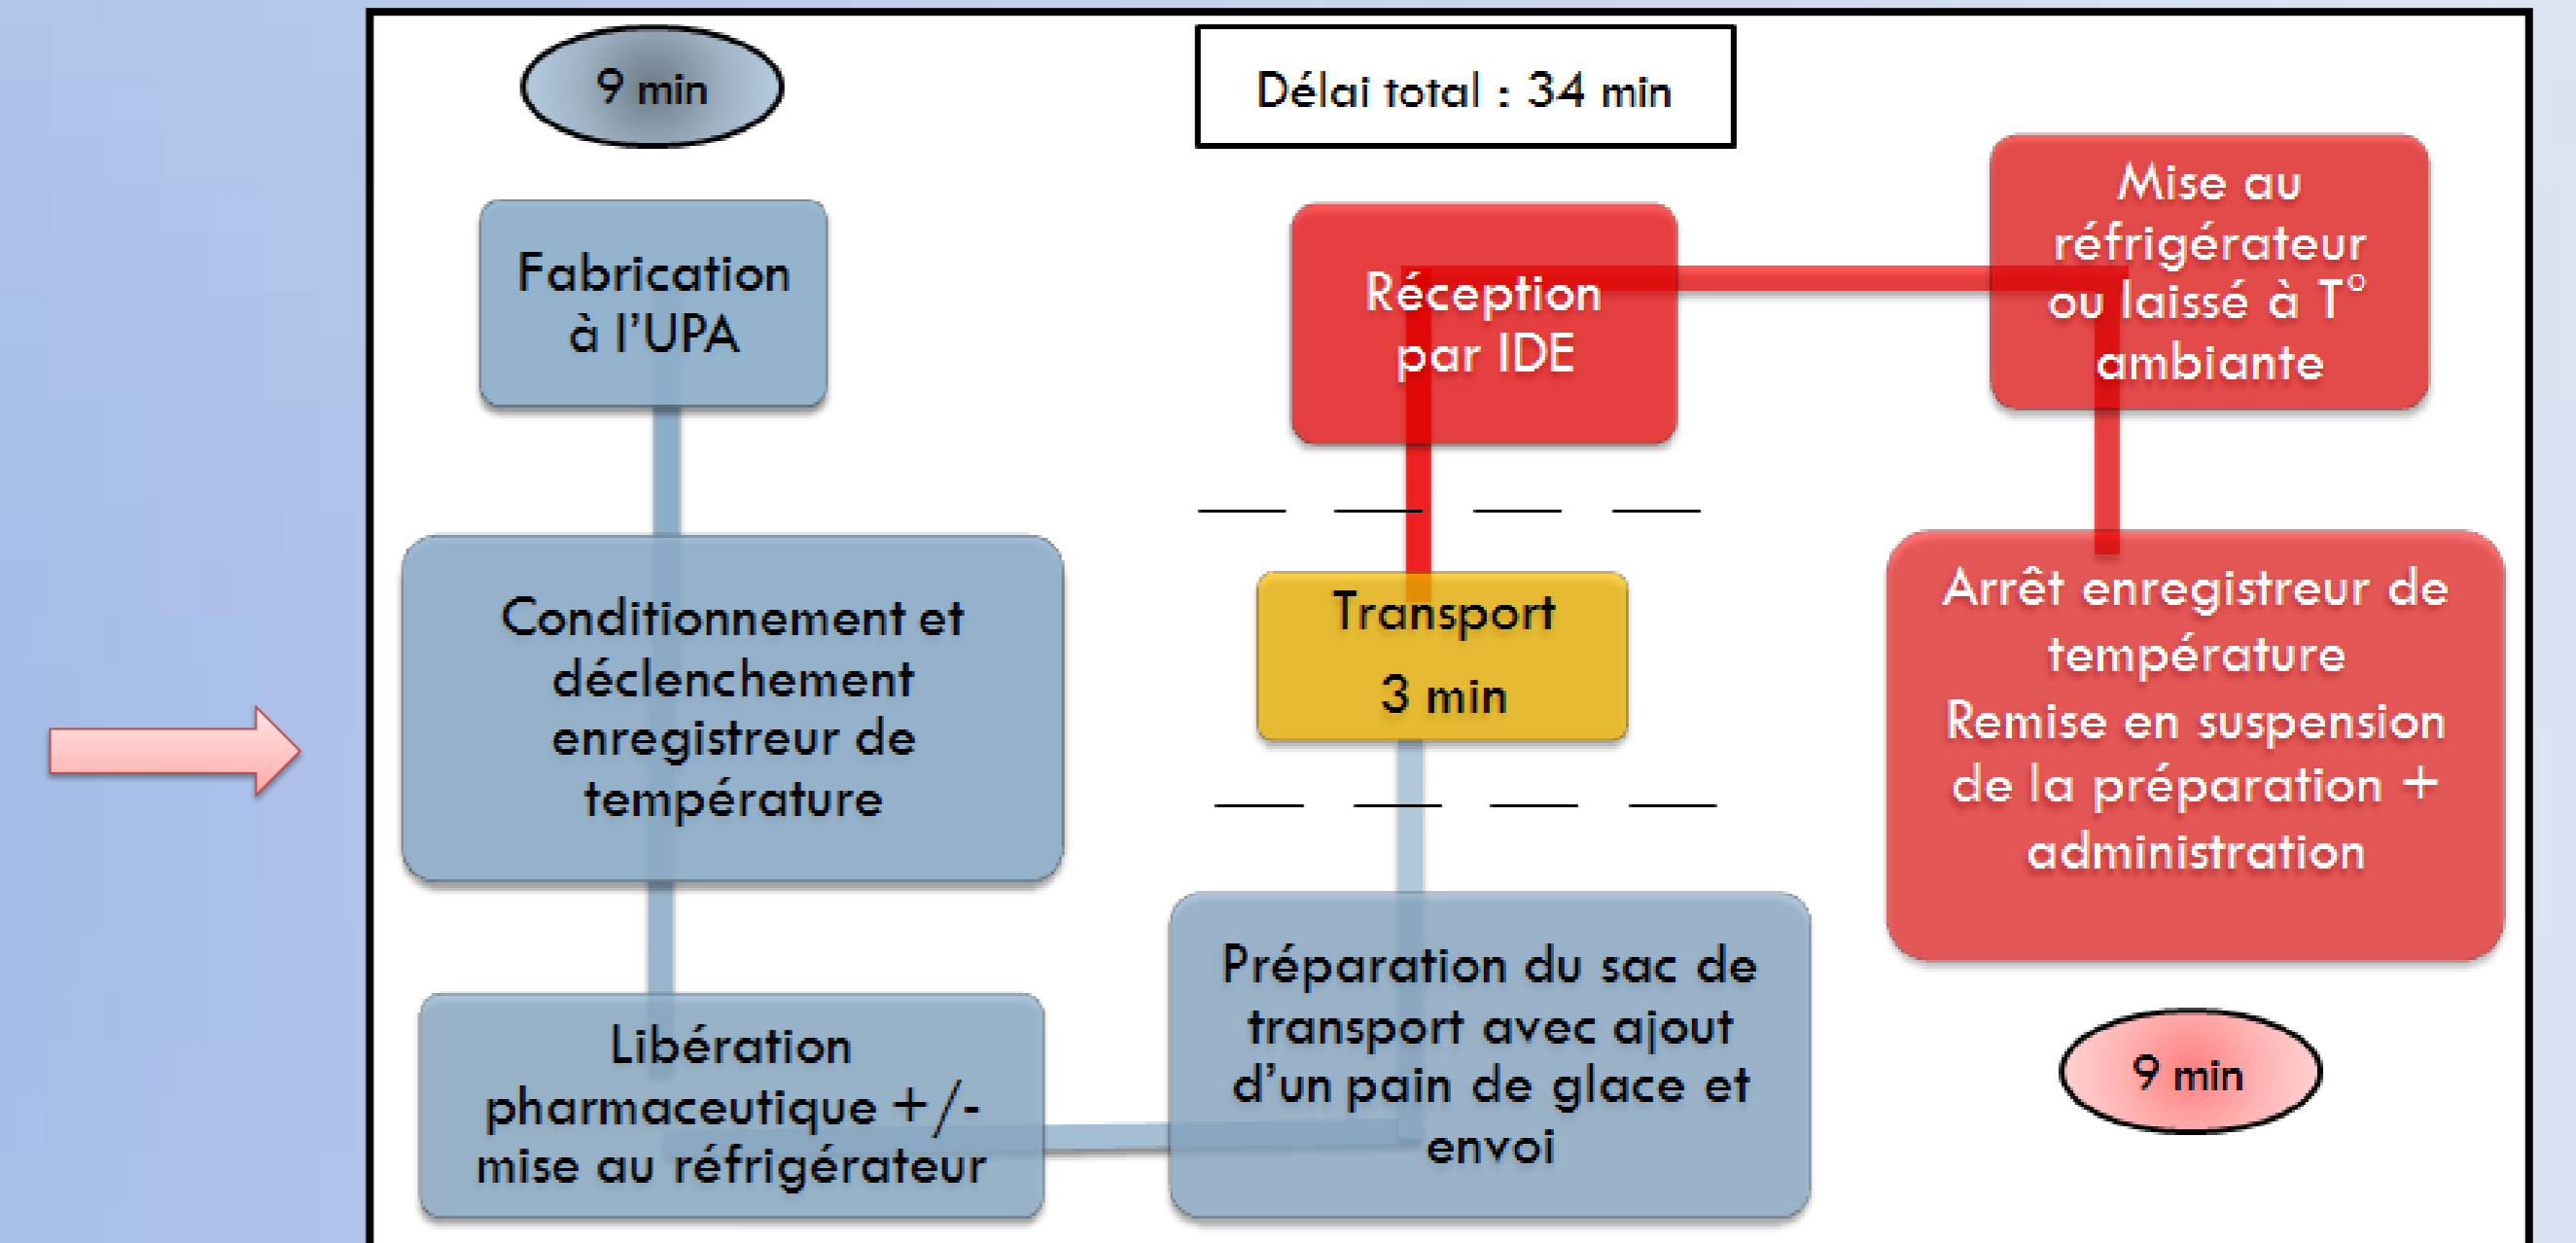 9 min
Fabrication
à l’UPA
Conditionnement et
déclenchement
enregistreur de
température
Libération
pharmaceutique +/-
mise au réfrigérateur
Délai total : 34 min
Réception
par IDE
Transport
3 min
Préparation du sac de
transport avec ajout
d’un pain de glace et
envoi
Mise au
réfrigérateur
ou laissé à T°
ambiante
Arrêt enregistreur de
température
Remise en suspension
de la préparation +
administration
9 min